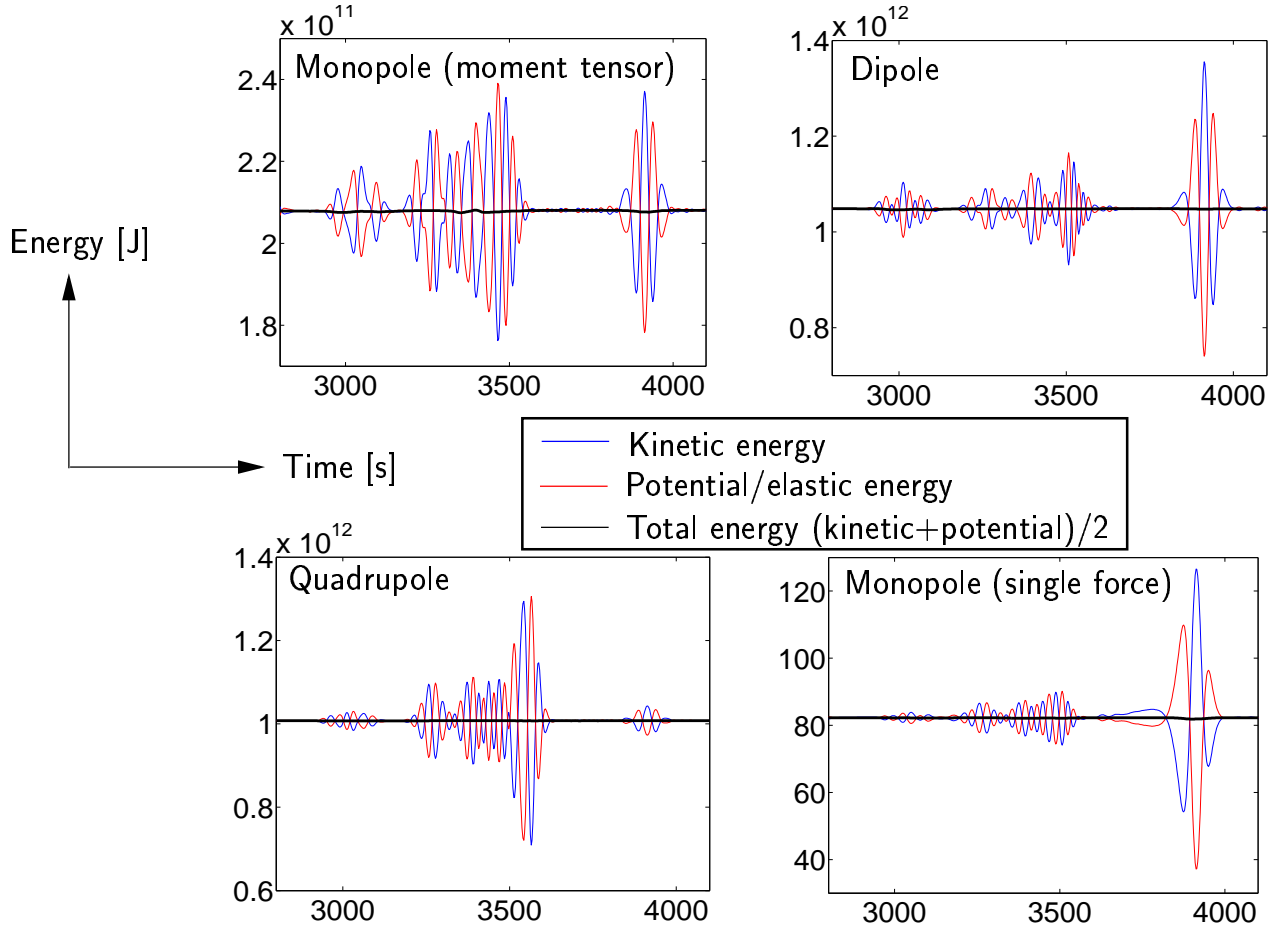 x 10^11
Monopole (moment tensor)
2.4
2.2
2
1.8
3000 3500 4000
x 10^12
Dipole
1.4
1.2
1
0.8
3000 3500 4000
Energy [J]
Time [s]
Kinetic energy
Potential/elastic energy
Total energy (kinetic+potential)/2
x 10^12
Quadrupole
1.4
1.2
1
0.8
0.6
3000 3500 4000
Monopole (single force)
120
100
80
60
40
3000 3500 4000